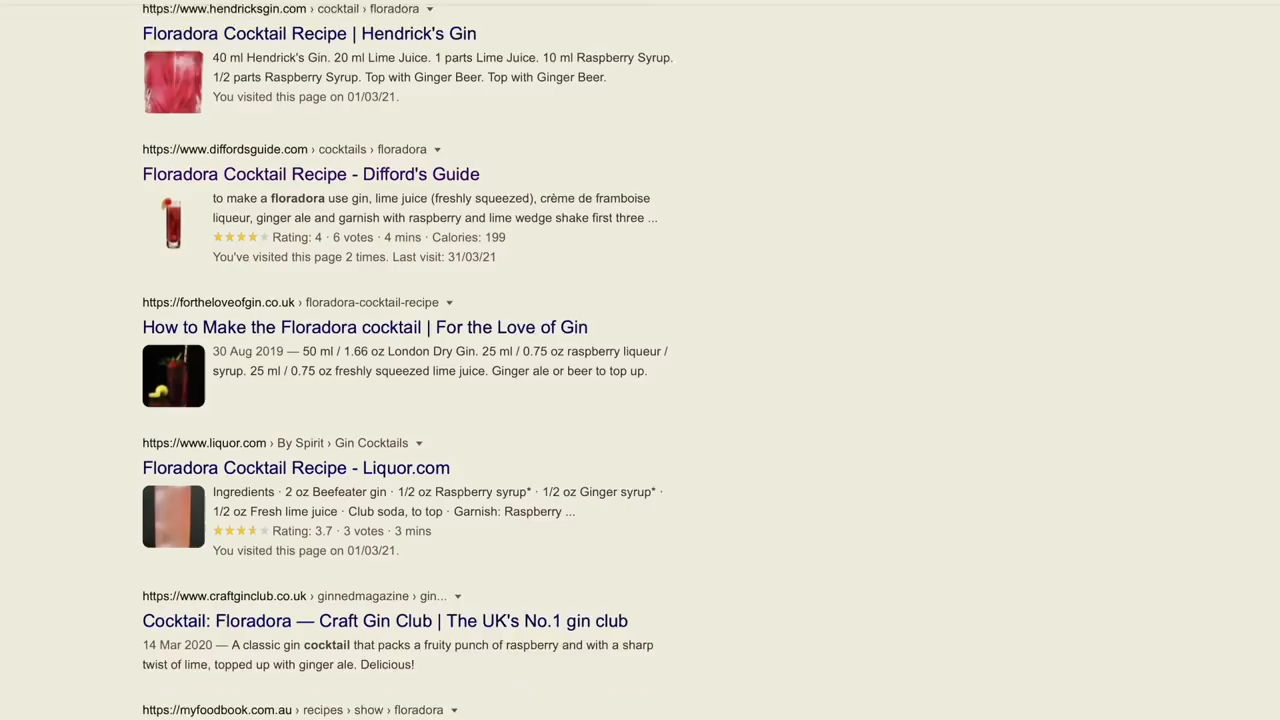 https://www.hendricksgin.com › cocktail › floradora
Floradora Cocktail Recipe | Hendrick's Gin
40 ml Hendrick's Gin. 20 ml Lime Juice. 1 parts Lime Juice. 10 ml Raspberry Syrup.
1/2 parts Raspberry Syrup. Top with Ginger Beer. Top with Ginger Beer.
You visited this page on 01/03/21.
https://www.diffordsguide.com › cocktails › floradora
Floradora Cocktail Recipe - Difford's Guide
to make a floradora use gin, lime juice (freshly squeezed), crème de framboise
liqueur, ginger ale and garnish with raspberry and lime wedge shake first three ...
Rating: 4 · 6 votes · 4 mins · Calories: 199
You've visited this page 2 times. Last visit: 31/03/21
https://fortheloveofgin.co.uk › floradora-cocktail-recipe
How to Make the Floradora cocktail | For the Love of Gin
30 Aug 2019 — 50 ml / 1.66 oz London Dry Gin. 25 ml / 0.75 oz raspberry liqueur /
syrup. 25 ml / 0.75 oz freshly squeezed lime juice. Ginger ale or beer to top up.
https://www.liquor.com › By Spirit › Gin Cocktails
Floradora Cocktail Recipe - Liquor.com
Ingredients · 2 oz Beefeater gin · 1/2 oz Raspberry syrup* · 1/2 oz Ginger syrup* ·
1/2 oz Fresh lime juice · Club soda, to top · Garnish: Raspberry ...
Rating: 3.7 · 3 votes · 3 mins
You visited this page on 01/03/21.
https://www.craftginclub.co.uk › ginnedmagazine › gin...
Cocktail: Floradora — Craft Gin Club | The UK's No.1 gin club
14 Mar 2020 — A classic gin cocktail that packs a fruity punch of raspberry and with a sharp
twist of lime, topped up with ginger ale. Delicious!
https://myfoodbook.com.au › recipes › show › floradora